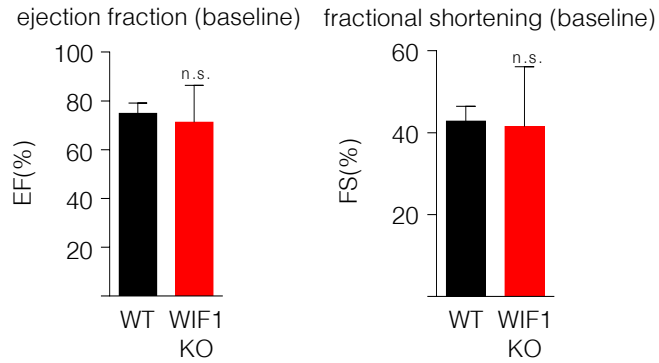 ejection fraction (baseline)
EF(%)
100
80
60
40
20
n.s.
WT
WIF1
KO
fractional shortening (baseline)
FS(%)
60
40
20
n.s.
WT
WIF1
KO